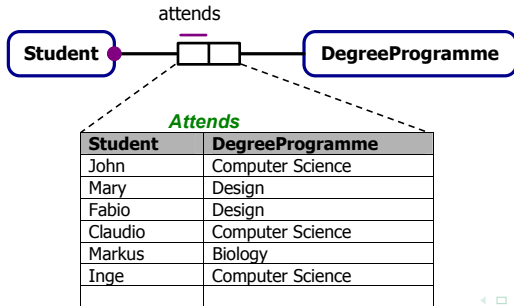 attends
Student DegreeProgramme
Attends
Student DegreeProgramme
John Computer Science
Mary Design
Fabio Design
Claudio Computer Science
Markus Biology
Inge Computer Science